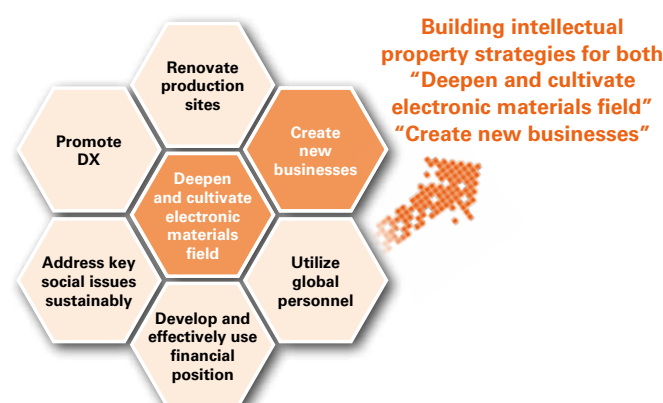 Building intellectual
property strategies for both
“Deepen and cultivate
electronic materials field”
“Create new businesses”
Renovate
production
sites
Promote
DX
Create
new
businesses
Deepen
and cultivate
electronic
materials
field
Address key
social issues
sustainably
Utilize
global
personnel
Develop and
effectively use
financial
position